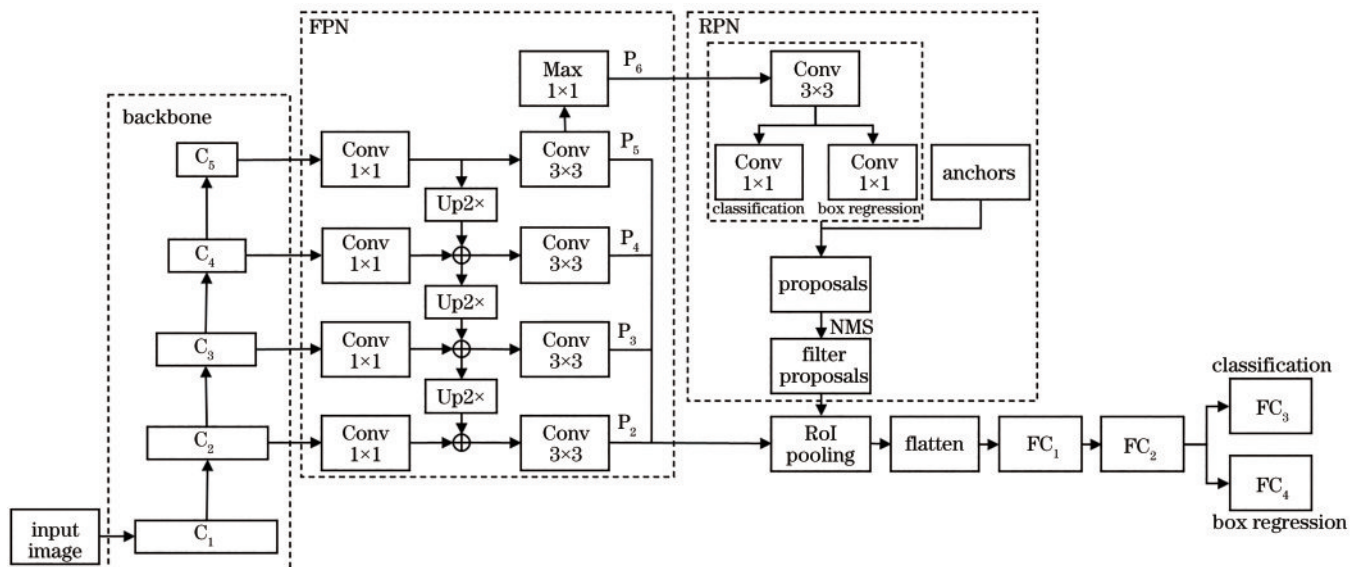 FPN
RPN
Max
1×1
P₆
Conv
3×3
backbone
C₅
Conv
1×1
Conv
3×3
P₅
Conv
1×1
classification
Conv
1×1
box regression
anchors
Up2×
C₄
Conv
1×1
Conv
3×3
P₄
proposals
Up2×
NMS
C₃
Conv
1×1
Conv
3×3
P₃
filter
proposals
Up2×
C₂
Conv
1×1
Conv
3×3
P₂
RoI
pooling
flatten
FC₁
FC₂
classification
FC₃
FC₄
box regression
input
image
C₁